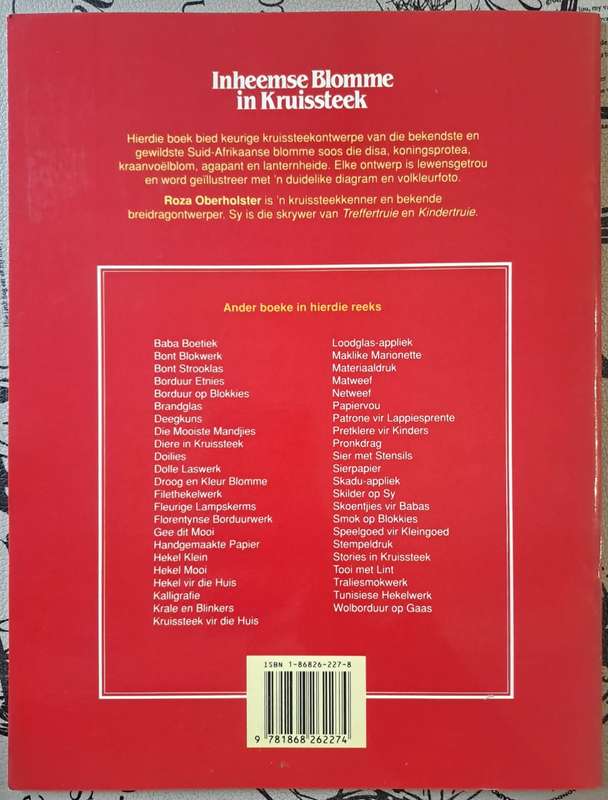 Inheemse Blomme
in Kruissteek
Hierdie boek bied keurige kruissteekontwerpe van die bekendste en
gewildste Suid-Afrikaanse blomme soos die disa, koningsprotea,
kraanvoëlblom, agapant en lanternheide. Elke ontwerp is lewensgetrou
en word geïllustreer met 'n duidelike diagram en volkleurfoto.
Roza Oberholster is 'n kruissteekkenner en bekende
breidragontwerper. Sy is die skrywer van Treffertruie en Kindertruie.
Ander boeke in hierdie reeks
Baba Boetiek
Bont Blokwerk
Bont Strooklas
Borduur Etnies
Borduur op Blokkies
Brandglas
Deegkuns
Die Mooiste Mandjies
Diere in Kruissteek
Doilies
Dolle Laswerk
Droog en Kleur Blomme
Filethekelwerk
Fleurige Lampskerms
Florentynse Borduurwerk
Gee dit Mooi
Handgemaakte Papier
Hekel Klein
Hekel Mooi
Hekel vir die Huis
Kalligrafie
Krale en Blinkers
Kruissteek vir die Huis
Loodglas-appliek
Maklike Marionette
Materiaaldruk
Matweef
Netweef
Papiervou
Patrone vir Lappiesprente
Pretklere vir Kinders
Pronkdrag
Sier met Stensils
Sierpapier
Skadu-appliek
Skilder op Sy
Skoentjies vir Babas
Smok op Blokkies
Speelgoed vir Kleingoed
Stempeldruk
Stories in Kruissteek
Tooi met Lint
Traliesmokwerk
Tunisiese Hekelwerk
Wolborduur op Gaas
ISBN 1-86826-227-8
9 781868 262274